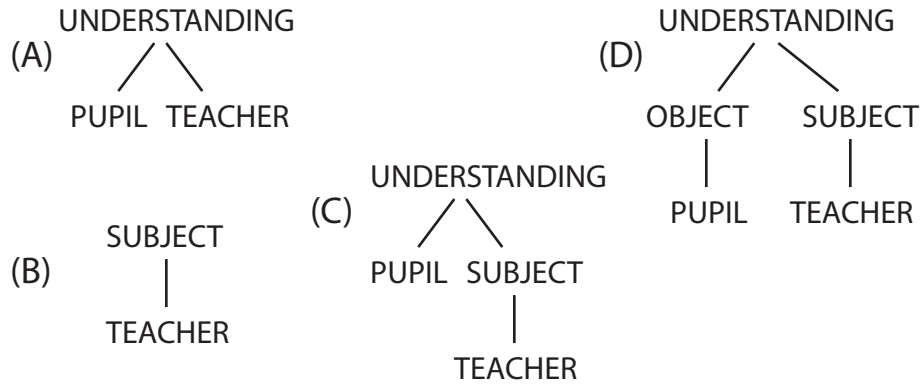 UNDERSTANDING
(A)
PUPIL TEACHER
SUBJECT
(B)
TEACHER
UNDERSTANDING
(C)
PUPIL SUBJECT
TEACHER
UNDERSTANDING
(D)
OBJECT SUBJECT
PUPIL TEACHER